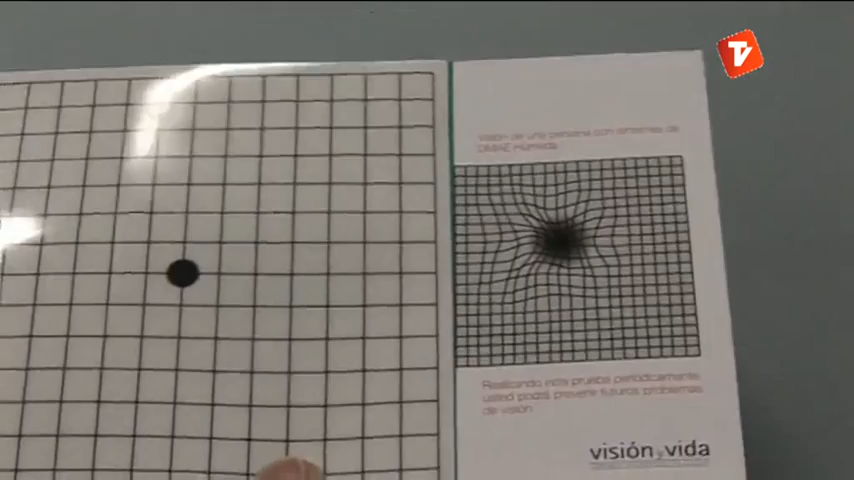 TV
Visión de una persona con síntomas de
DMAE Húmeda
Realizando esta prueba periódicamente,
usted podrá prevenir futuros problemas
de visión
visión y vida